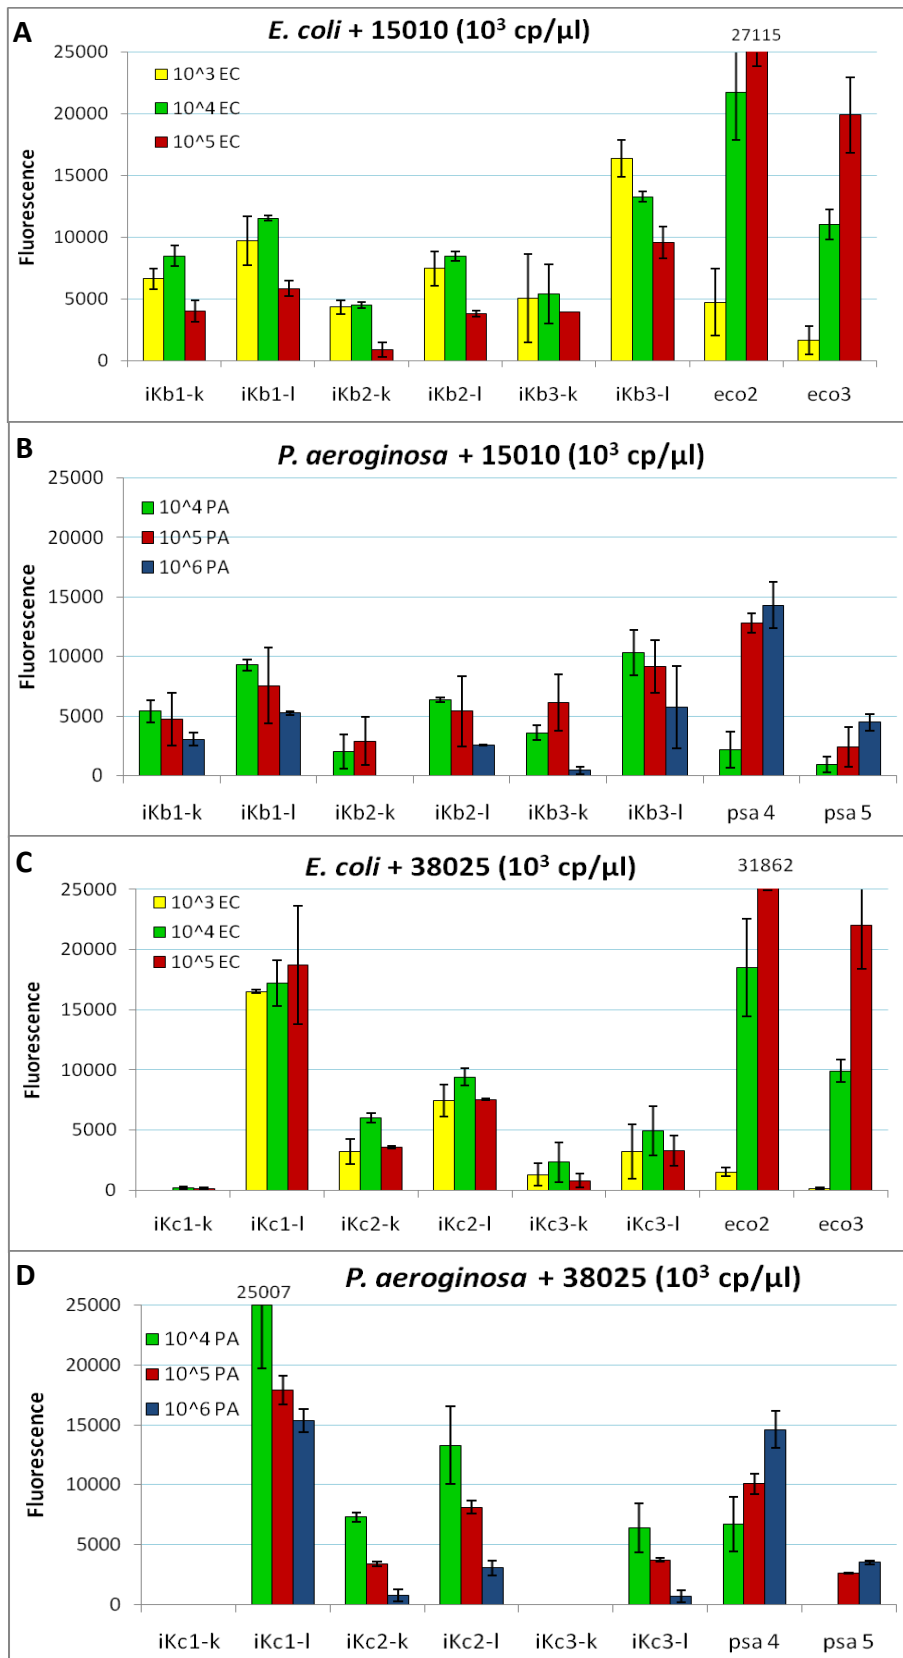 A
E. coli + 15010 (10³ cp/µl)
27115
25000
20000
15000
10000
5000
0
Fluorescence
10^3 EC
10^4 EC
10^5 EC
iKb1-k iKb1-l iKb2-k iKb2-l iKb3-k iKb3-l eco2 eco3
B
P. aeroginosa + 15010 (10³ cp/µl)
25000
20000
15000
10000
5000
0
Fluorescence
10^4 PA
10^5 PA
10^6 PA
iKb1-k iKb1-l iKb2-k iKb2-l iKb3-k iKb3-l psa 4 psa 5
C
E. coli + 38025 (10³ cp/µl)
31862
25000
20000
15000
10000
5000
0
Fluorescence
10^3 EC
10^4 EC
10^5 EC
iKc1-k iKc1-l iKc2-k iKc2-l iKc3-k iKc3-l eco2 eco3
D
P. aeroginosa + 38025 (10³ cp/µl)
25007
25000
20000
15000
10000
5000
0
Fluorescence
10^4 PA
10^5 PA
10^6 PA
iKc1-k iKc1-l iKc2-k iKc2-l iKc3-k iKc3-l psa 4 psa 5